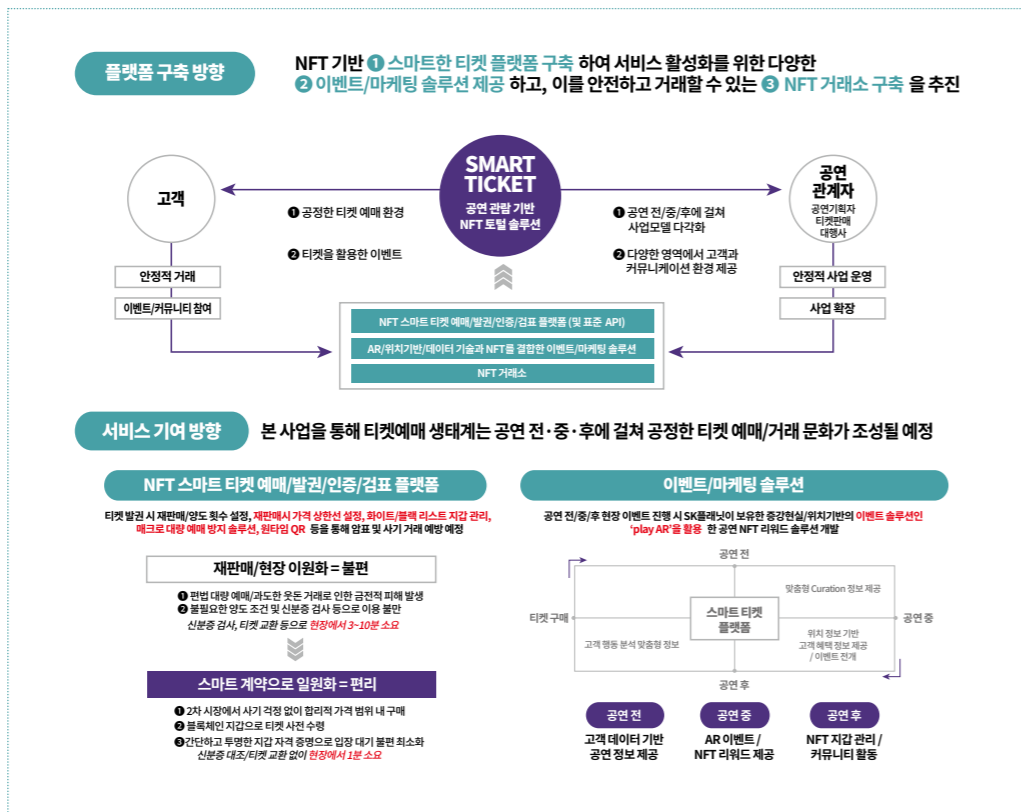 플랫폼 구축 방향
NFT 기반 ❶ 스마트한 티켓 플랫폼 구축 하여 서비스 활성화를 위한 다양한
❷ 이벤트/마케팅 솔루션 제공 하고, 이를 안전하고 거래할 수 있는 ❸ NFT 거래소 구축 을 추진
고객
❶ 공정한 티켓 예매 환경
❷ 티켓을 활용한 이벤트
SMART
TICKET
공연 관람 기반
NFT 토털 솔루션
❶ 공연 전/중/후에 걸쳐
사업모델 다각화
❷ 다양한 영역에서 고객과
커뮤니케이션 환경 제공
공연
관계자
공연기획자
티켓판매
대행사
안정적 거래
이벤트/커뮤니티 참여
안정적 사업 운영
사업 확장
NFT 스마트 티켓 예매/발권/인증/검표 플랫폼 (및 표준 API)
AR/위치기반/데이터 기술과 NFT를 결합한 이벤트/마케팅 솔루션
NFT 거래소
서비스 기여 방향
본 사업을 통해 티켓예매 생태계는 공연 전·중·후에 걸쳐 공정한 티켓 예매/거래 문화가 조성될 예정
NFT 스마트 티켓 예매/발권/인증/검표 플랫폼
티켓 발권 시 재판매/양도 횟수 설정, 재판매시 가격 상한선 설정, 화이트/블랙 리스트 지갑 관리,
매크로 대량 예매 방지 솔루션, 원타임 QR 등을 통해 암표 및 사기 거래 예방 예정
재판매/현장 이원화 = 불편
❶ 편법 대량 예매/과도한 웃돈 거래로 인한 금전적 피해 발생
❷ 불필요한 양도 조건 및 신분증 검사 등으로 이용 불만
신분증 검사, 티켓 교환 등으로 현장에서 3~10분 소요
스마트 계약으로 일원화 = 편리
❶ 2차 시장에서 사기 걱정 없이 합리적 가격 범위 내 구매
❷ 블록체인 지갑으로 티켓 사전 수령
❸간단하고 투명한 지갑 자격 증명으로 입장 대기 불편 최소화
신분증 대조/티켓 교환 없이 현장에서 1분 소요
이벤트/마케팅 솔루션
공연 전/중/후 현장 이벤트 진행 시 SK플래닛이 보유한 증강현실/위치기반의 이벤트 솔루션인
'play AR'을 활용 한 공연 NFT 리워드 솔루션 개발
공연 전
맞춤형 Curation 정보 제공
티켓 구매
스마트 티켓
플랫폼
공연 중
고객 행동 분석 맞춤형 정보
위치 정보 기반
고객 혜택 정보 제공
/ 이벤트 전개
공연 후
공연 전
고객 데이터 기반
공연 정보 제공
공연 중
AR 이벤트 /
NFT 리워드 제공
공연 후
NFT 지갑 관리 /
커뮤니티 활동